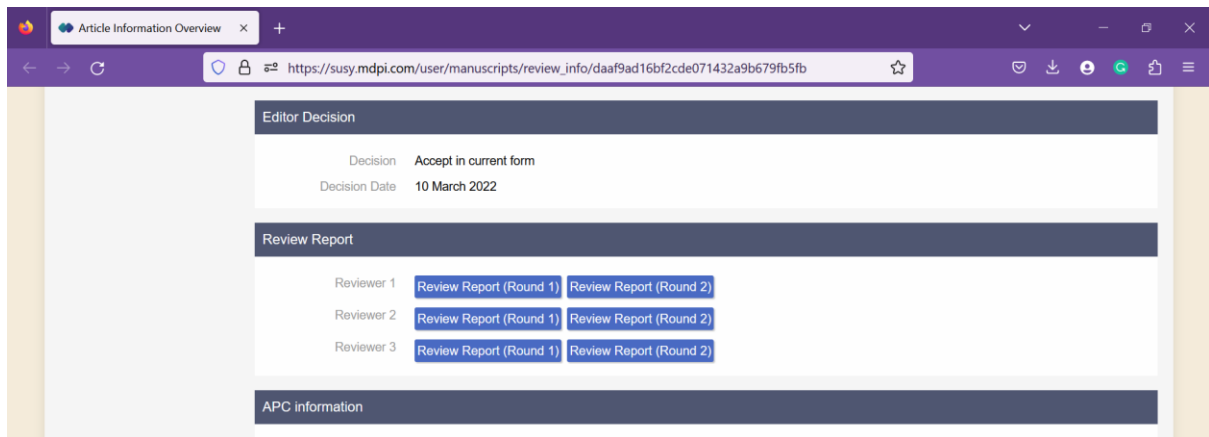 Article Information Overview
https://susy.mdpi.com/user/manuscripts/review_info/daaf9ad16bf2cde071432a9b679fb5fb
Editor Decision
Decision Accept in current form
Decision Date 10 March 2022
Review Report
Reviewer 1 Review Report (Round 1) Review Report (Round 2)
Reviewer 2 Review Report (Round 1) Review Report (Round 2)
Reviewer 3 Review Report (Round 1) Review Report (Round 2)
APC information